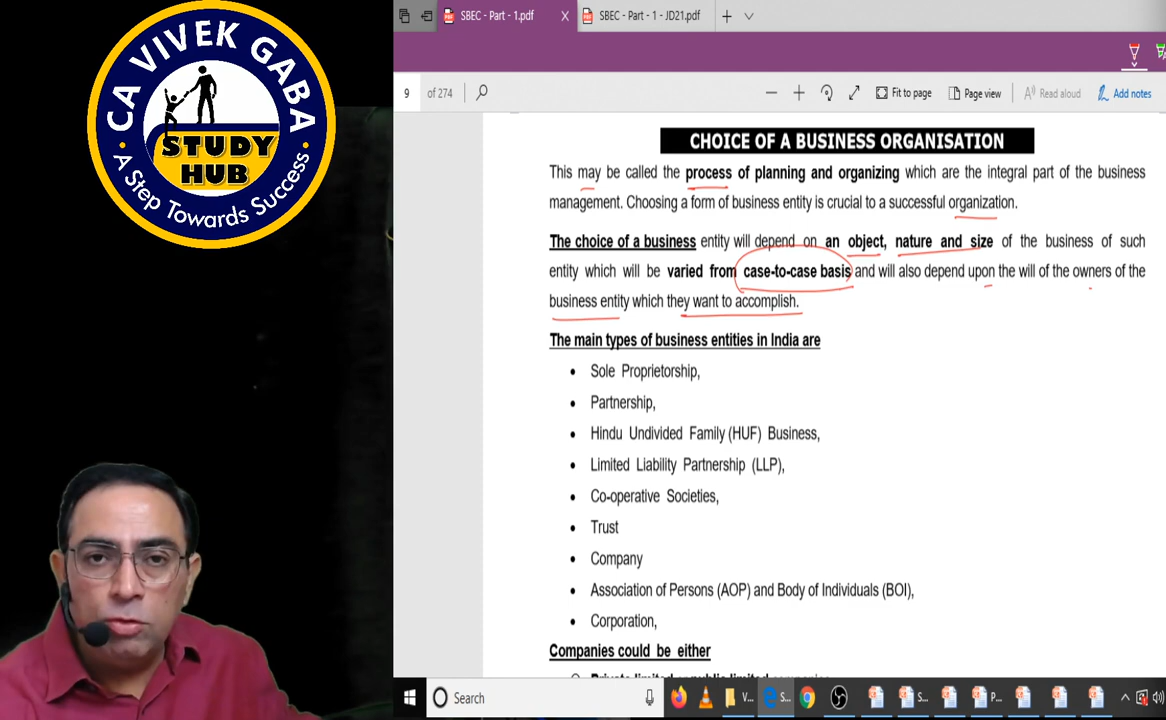 CA VIVEK GABA
STUDY
HUB
A Step Towards Success
SBEC - Part - 1.pdf
SBEC - Part - 1 - JD21.pdf
9 of 274
Fit to page
Page view
Read aloud
Add notes
CHOICE OF A BUSINESS ORGANISATION
This may be called the process of planning and organizing which are the integral part of the business
management. Choosing a form of business entity is crucial to a successful organization.
The choice of a business entity will depend on an object, nature and size of the business of such
entity which will be varied from case-to-case basis and will also depend upon the will of the owners of the
business entity which they want to accomplish.
The main types of business entities in India are
• Sole Proprietorship,
• Partnership,
• Hindu Undivided Family (HUF) Business,
• Limited Liability Partnership (LLP),
• Co-operative Societies,
• Trust
• Company
• Association of Persons (AOP) and Body of Individuals (BOI),
• Corporation,
Companies could be either
Search
V...
S...
S...
P...